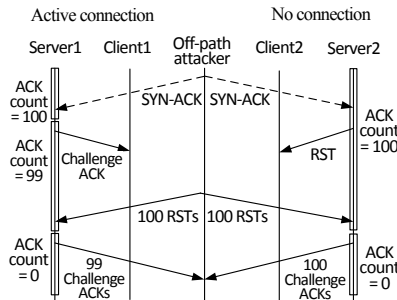 Active connection
No connection
Server1
Client1
Off-path
attacker
Client2
Server2
ACK
count
= 100
SYN-ACK
SYN-ACK
ACK
count
= 100
ACK
count
= 99
Challenge
ACK
RST
100 RSTs
100 RSTs
ACK
count
=0
99
Challenge
ACKs
100
Challenge
ACKs
ACK
count
=0